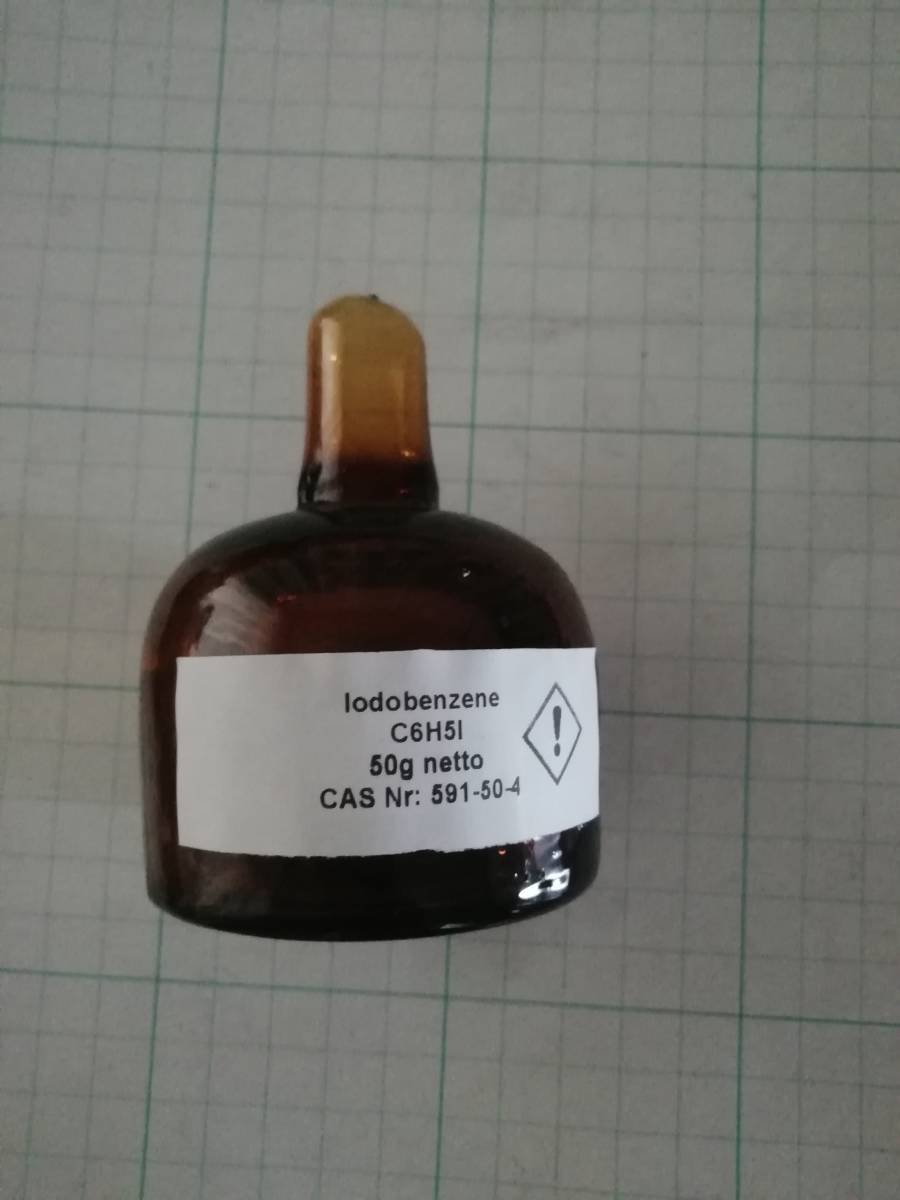 Iodobenzene
C6H5I
50g netto
CAS Nr: 591-50-4